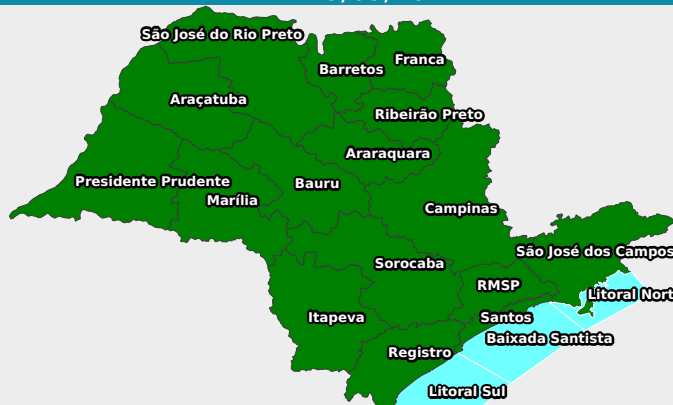 São José do Rio Preto
Franca
Barretos
Araçatuba
Ribeirão Preto
Araraquara
Presidente Prudente
Bauru
Marília
Campinas
São José dos Campos
Sorocaba
RMSP
Litoral Nort
Itapeva
Santos
Baixada Santista
Registro
Litoral Sul